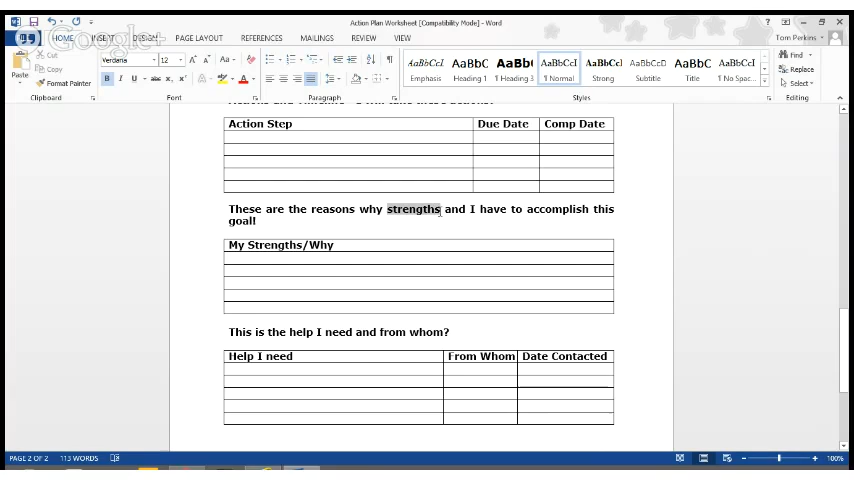 Action Plan Worksheet [Compatibility Mode] - Word
Google+
HOME INSERT DESIGN PAGE LAYOUT REFERENCES MAILINGS REVIEW VIEW
Tom Perkins
Paste
Cut
Copy
Format Painter
Clipboard
Verdana 12
Font
Paragraph
AaBbCcI AaBbC AaBb( AaBbCcI AaBbCcI AaBbCcD AaBbC AaBbCcI
Emphasis Heading 1 ¶ Heading 3 ¶ Normal Strong Subtitle Title ¶ No Spac...
Styles
Find
Replace
Select
Editing
Action Step Due Date Comp Date
These are the reasons why strengths and I have to accomplish this
goal!
My Strengths/Why
This is the help I need and from whom?
Help I need From Whom Date Contacted
PAGE 2 OF 2 113 WORDS
100%